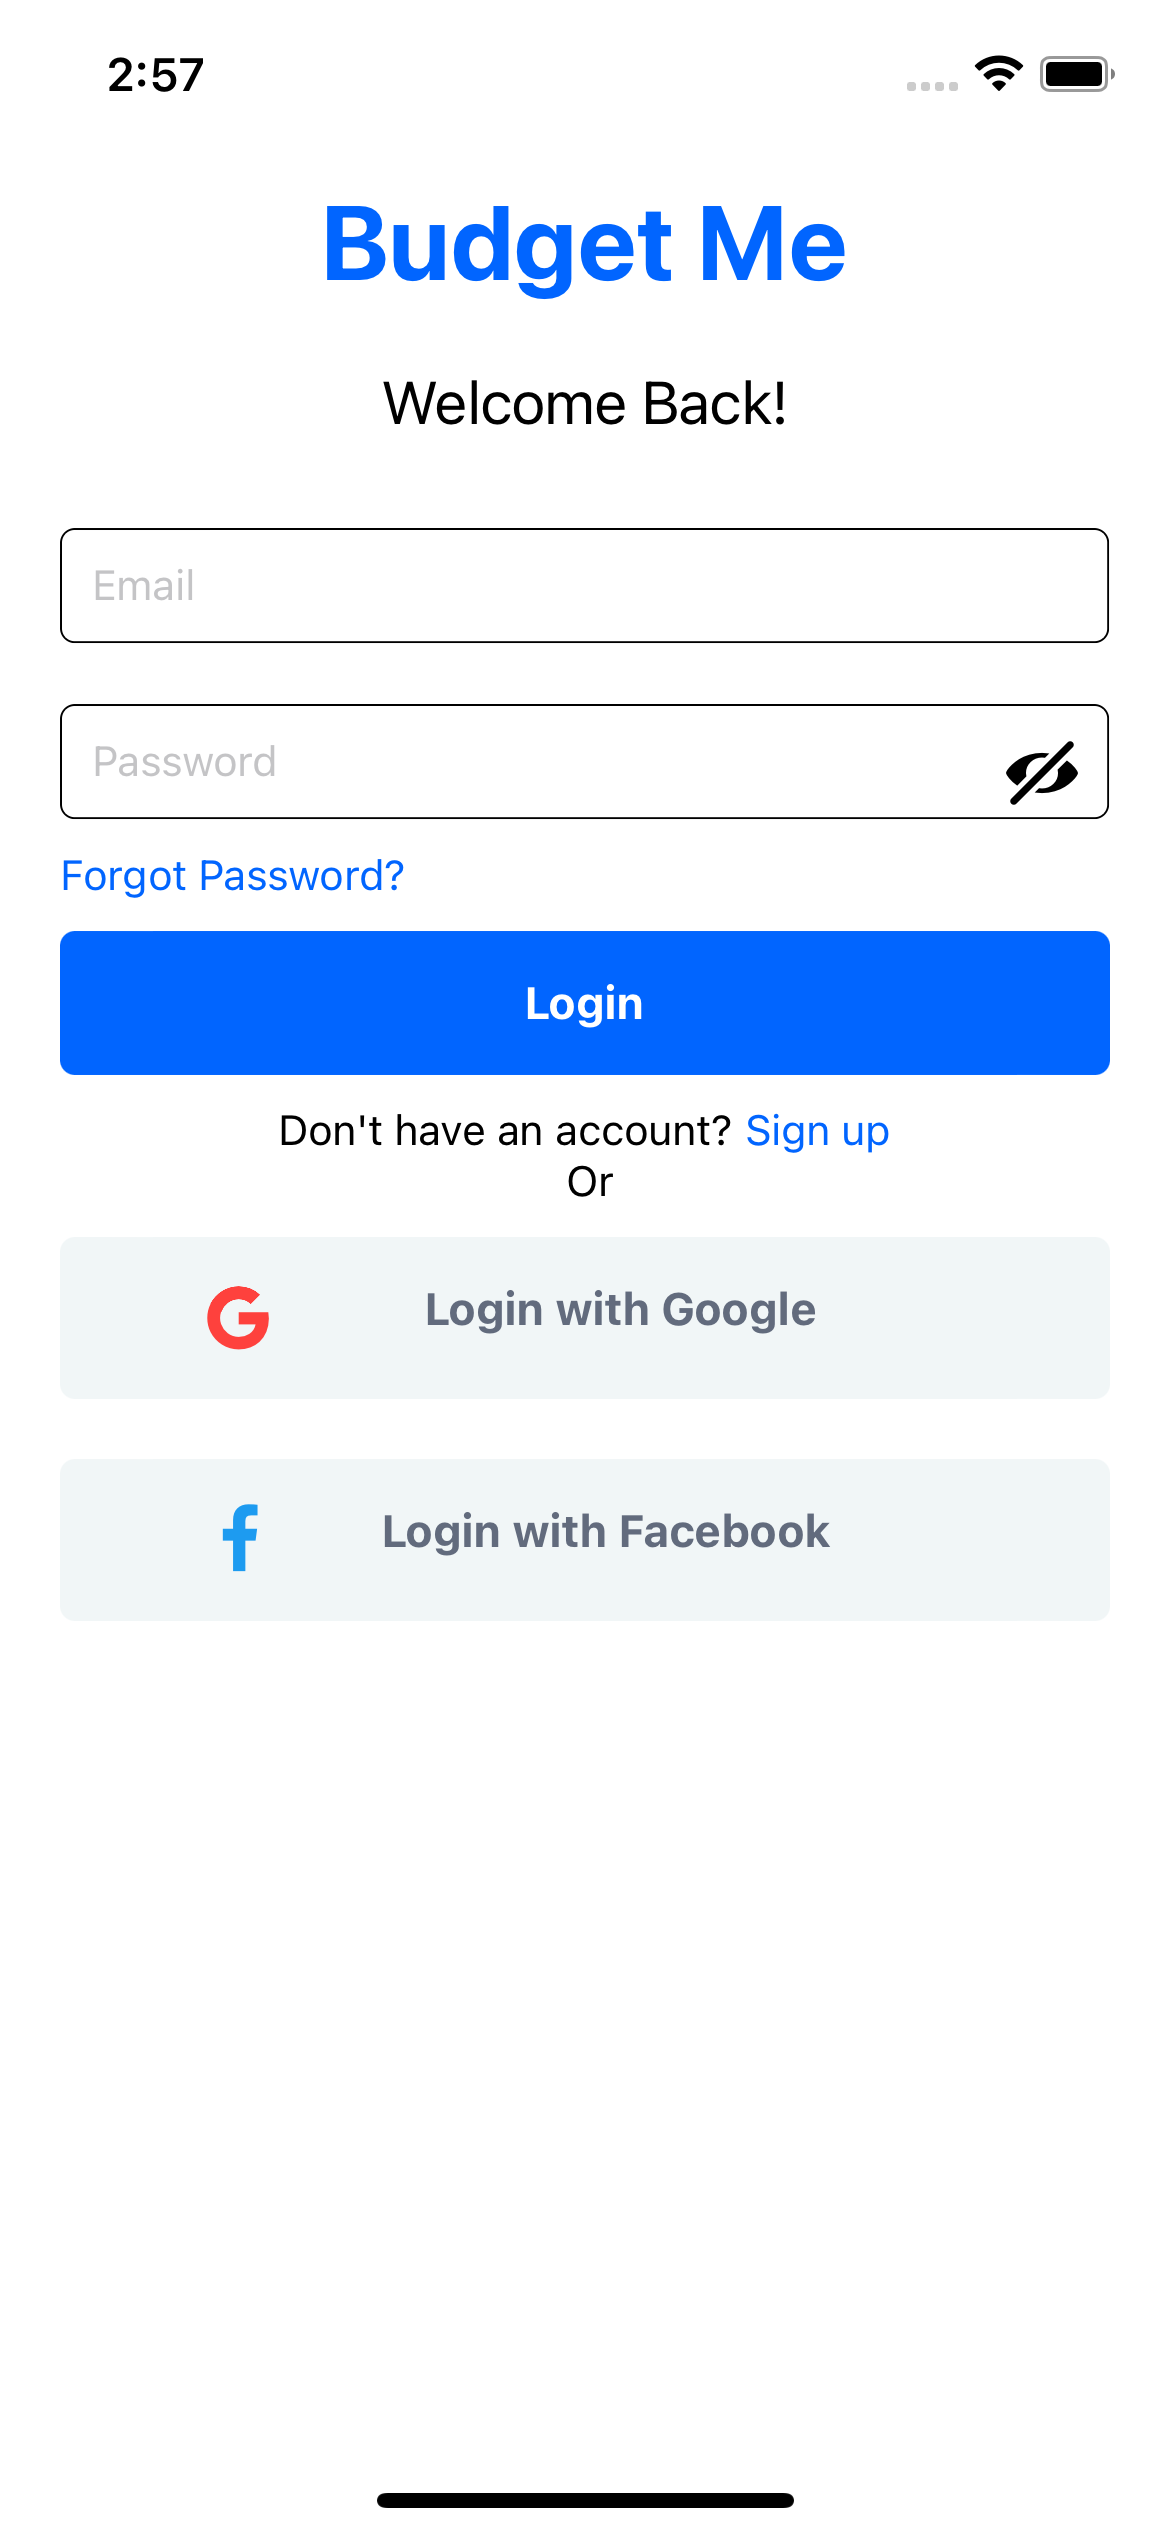 2:57
Budget Me
Welcome Back!
Email
Password
Forgot Password?
Login
Don't have an account? Sign up
Or
Login with Google
Login with Facebook